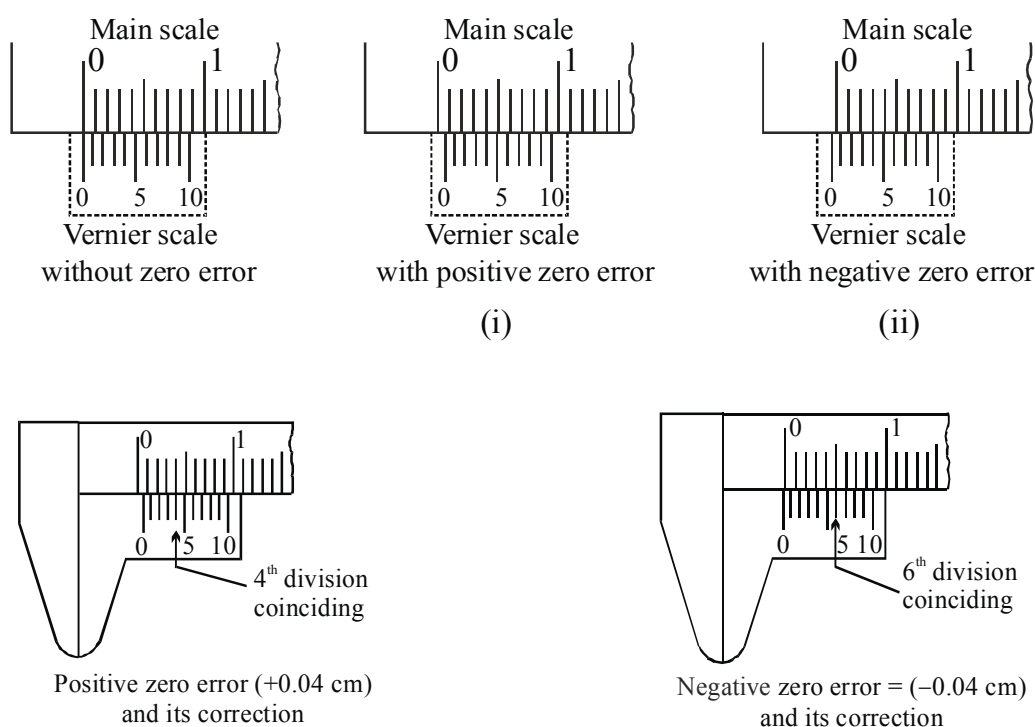 Main scale
0 1
0 5 10
Vernier scale
without zero error
Main scale
0 1
0 5 10
Vernier scale
with positive zero error
(i)
Main scale
0 1
0 5 10
Vernier scale
with negative zero error
(ii)
0 1
0 5 10
4th division
coinciding
Positive zero error (+0.04 cm)
and its correction
0 1
0 5 10
6th division
coinciding
Negative zero error = (−0.04 cm)
and its correction